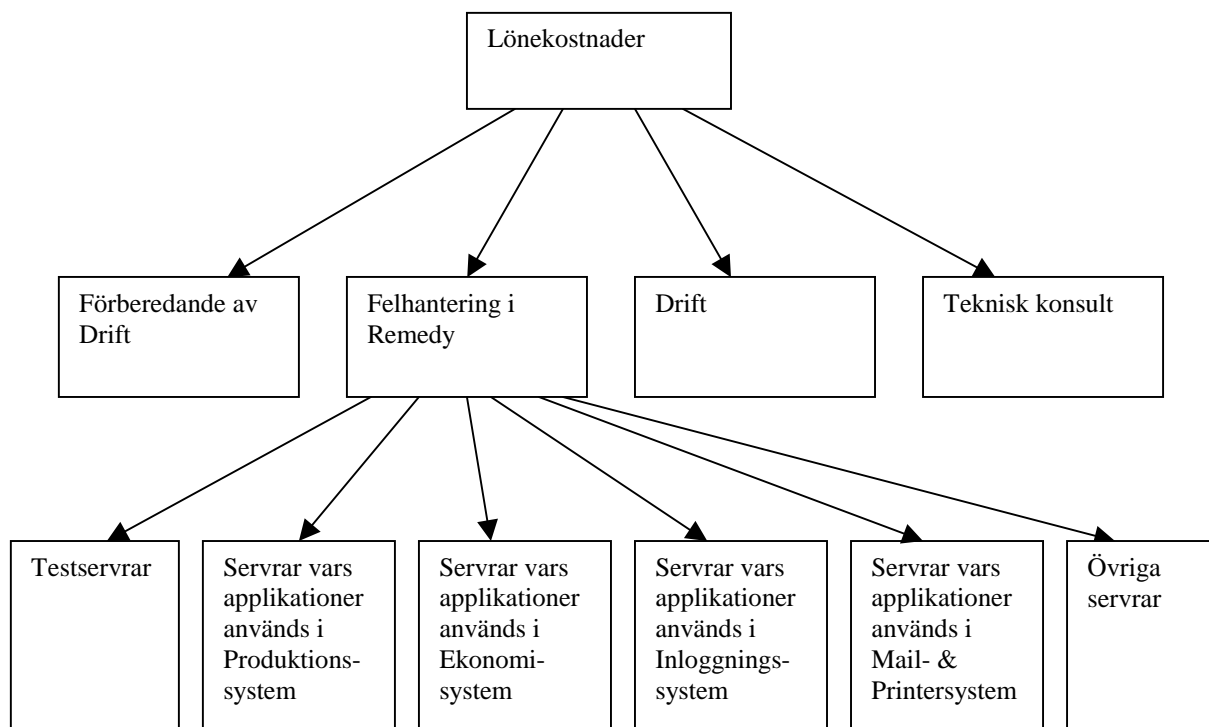 Lönekostnader
Förberedande av
Drift
Felhantering i
Remedy
Drift
Teknisk konsult
Testservrar
Servrar vars
applikationer
används i
Produktions-
system
Servrar vars
applikationer
används i
Ekonomi-
system
Servrar vars
applikationer
används i
Inloggnings-
system
Servrar vars
applikationer
används i
Mail- &
Printersystem
Övriga
servrar